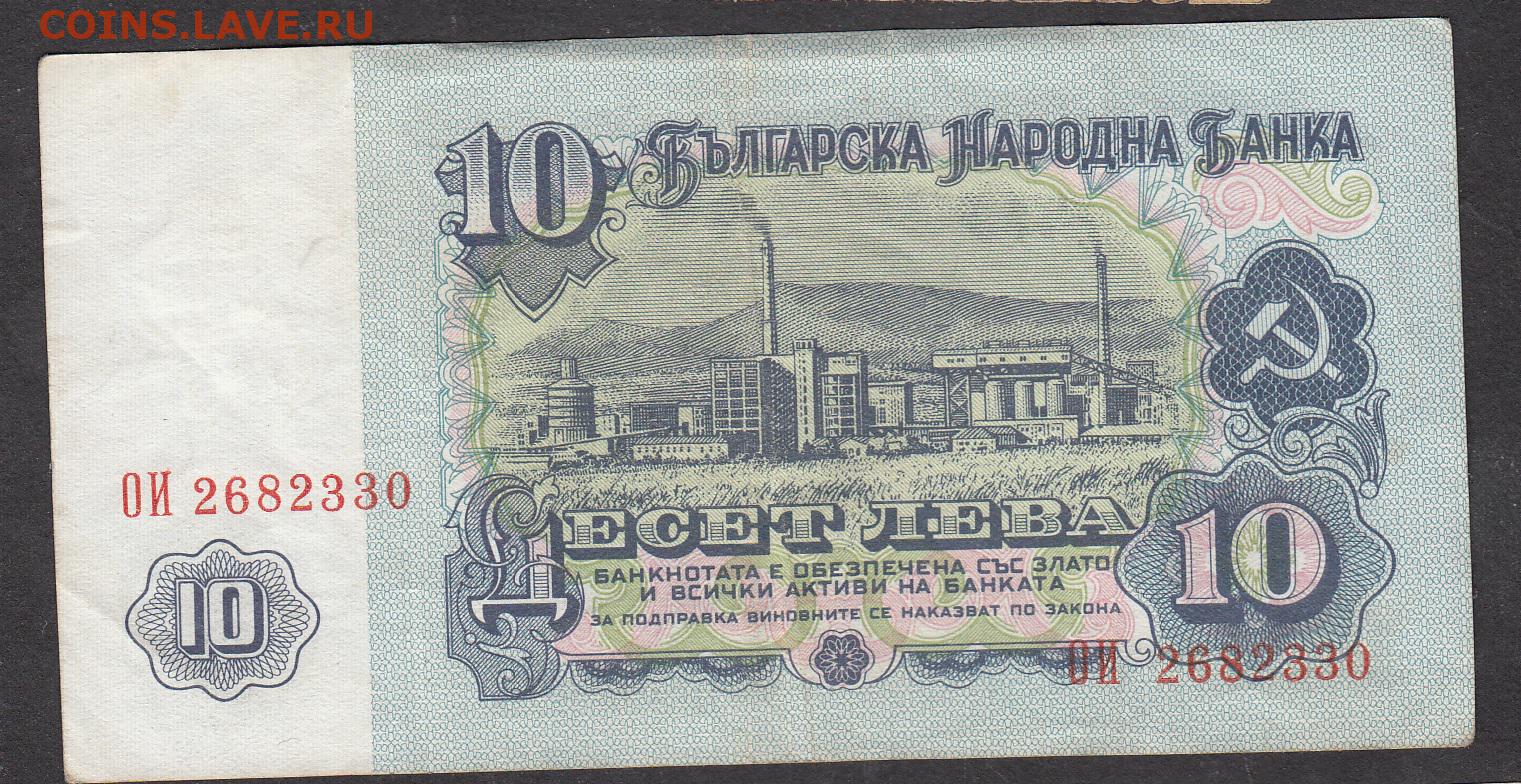 COINS.LAVE.RU
10 БЪЛГАРСКА НАРОДНА БАНКА
ОИ 2682330
10
ДЕСЕТ ЛЕВА
10
БАНКНОТАТА Е ОБЕЗПЕЧЕНА СЪС ЗЛАТО
И ВСИЧКИ АКТИВИ НА БАНКАТА
ЗА ПОДПРАВКА ВИНОВНИТЕ СЕ НАКАЗВАТ ПО ЗАКОНА
ОИ 2682330